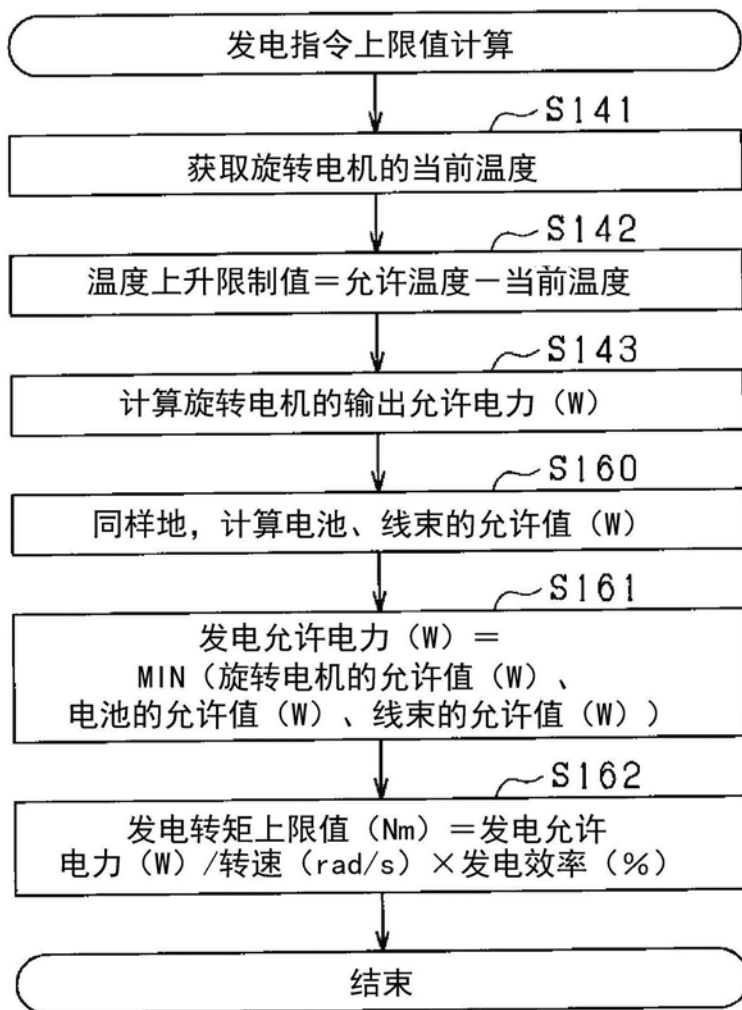 发电指令上限值计算
S141
获取旋转电机的当前温度
S142
温度上升限制值＝允许温度－当前温度
S143
计算旋转电机的输出允许电力（W）
S160
同样地，计算电池、线束的允许值（W）
S161
发电允许电力（W）＝
MIN（旋转电机的允许值（W）、
电池的允许值（W）、线束的允许值（W））
S162
发电转矩上限值（Nm）＝发电允许
电力（W）/转速（rad/s）×发电效率（%）
结束